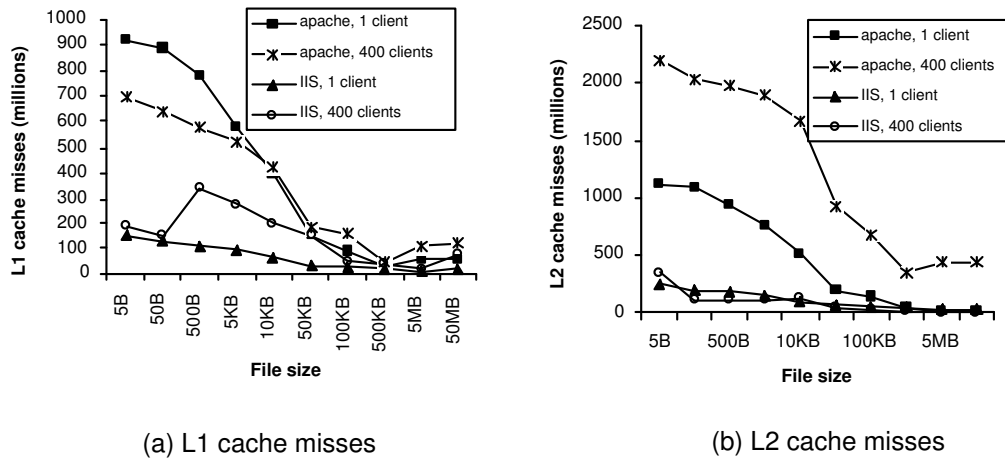 1000
900
800
700
600
500
400
300
200
100
0
L1 cache misses (millions)
5B
50B
500B
5KB
10KB
50KB
100KB
500KB
5MB
50MB
File size
apache, 1 client
apache, 400 clients
IIS, 1 client
IIS, 400 clients
(a) L1 cache misses
2500
2000
1500
1000
500
0
L2 cache misses (millions)
5B
500B
10KB
100KB
5MB
File size
apache, 1 client
apache, 400 clients
IIS, 1 client
IIS, 400 clients
(b) L2 cache misses